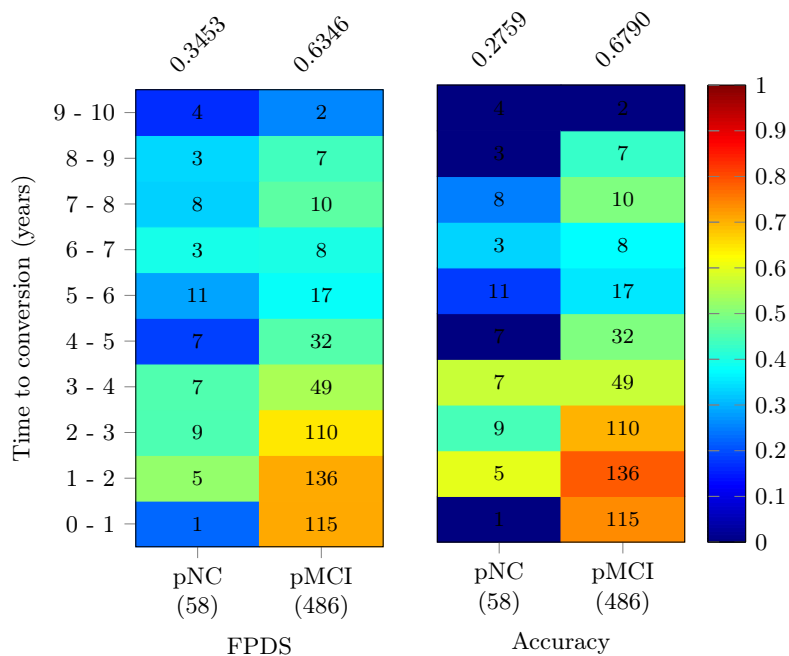 0.3453 0.6346 0.2759 0.6790
Time to conversion (years)
9 - 10 4 2 4 2 1
8 - 9 3 7 3 7 0.9
7 - 8 8 10 8 10 0.8
6 - 7 3 8 3 8 0.7
5 - 6 11 17 11 17 0.6
4 - 5 7 32 7 32 0.5
3 - 4 7 49 7 49 0.4
2 - 3 9 110 9 110 0.3
1 - 2 5 136 5 136 0.2
0 - 1 1 115 1 115 0.1
0
pNC pMCI pNC pMCI
(58) (486) (58) (486)
FPDS Accuracy